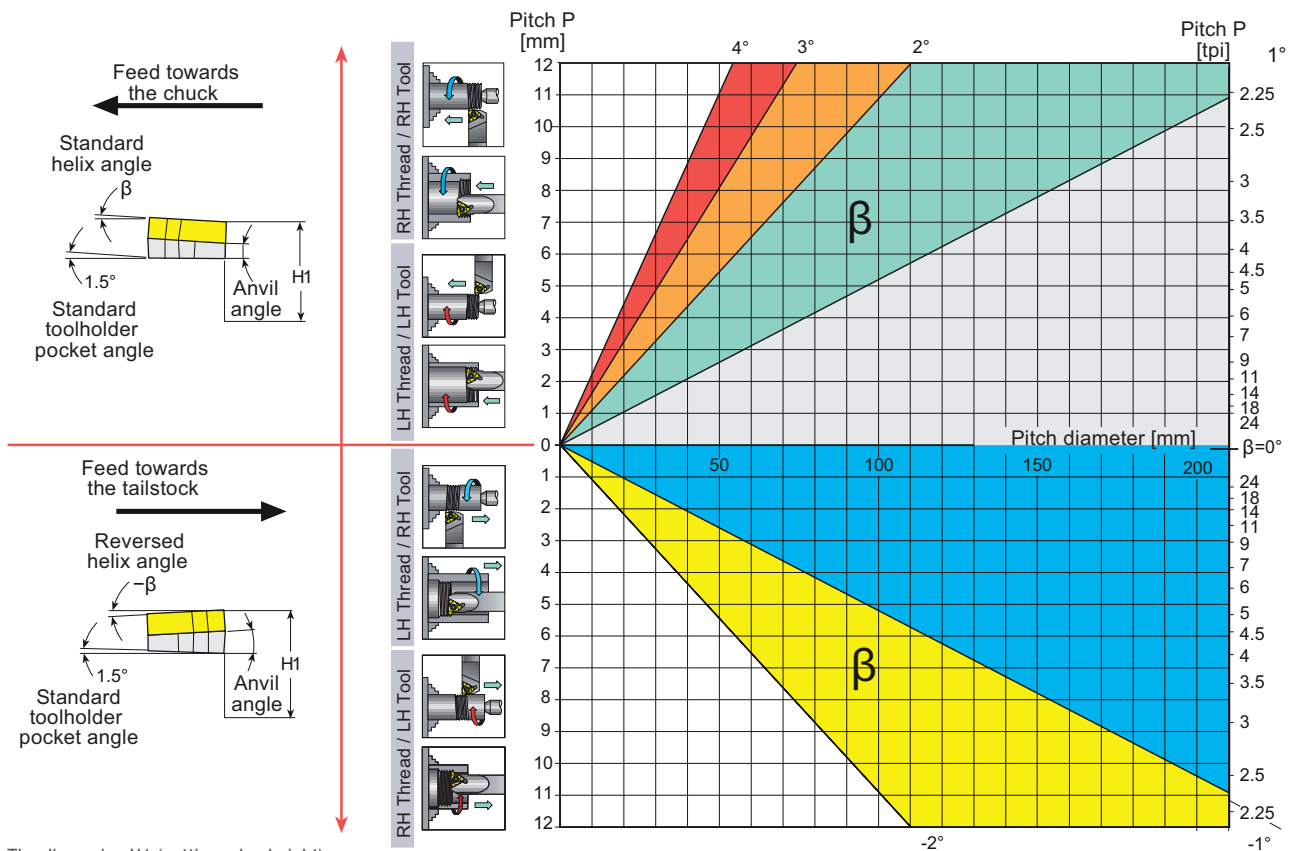 Feed towards
the chuck
Standard
helix angle
β
1.5°
Standard
toolholder
pocket angle
Anvil
angle
H1
Feed towards
the tailstock
Reversed
helix angle
−β
1.5°
Standard
toolholder
pocket angle
Anvil
angle
H1
RH Thread / RH Tool
LH Thread / LH Tool
LH Thread / RH Tool
RH Thread / LH Tool
Pitch P
[mm]
4°
3°
2°
Pitch P
[tpi]
1°
12
11
10
9
8
7
6
5
4
3
2
1
0
1
2
3
4
5
6
7
8
9
10
11
12
β
Pitch diameter [mm]
50
100
150
200
β
2.25
2.5
3
3.5
4
4.5
5
6
7
9
11
14
18
24
β=0°
24
18
14
11
9
7
6
5
4.5
4
3.5
3
2.5
2.25
-2°
-1°